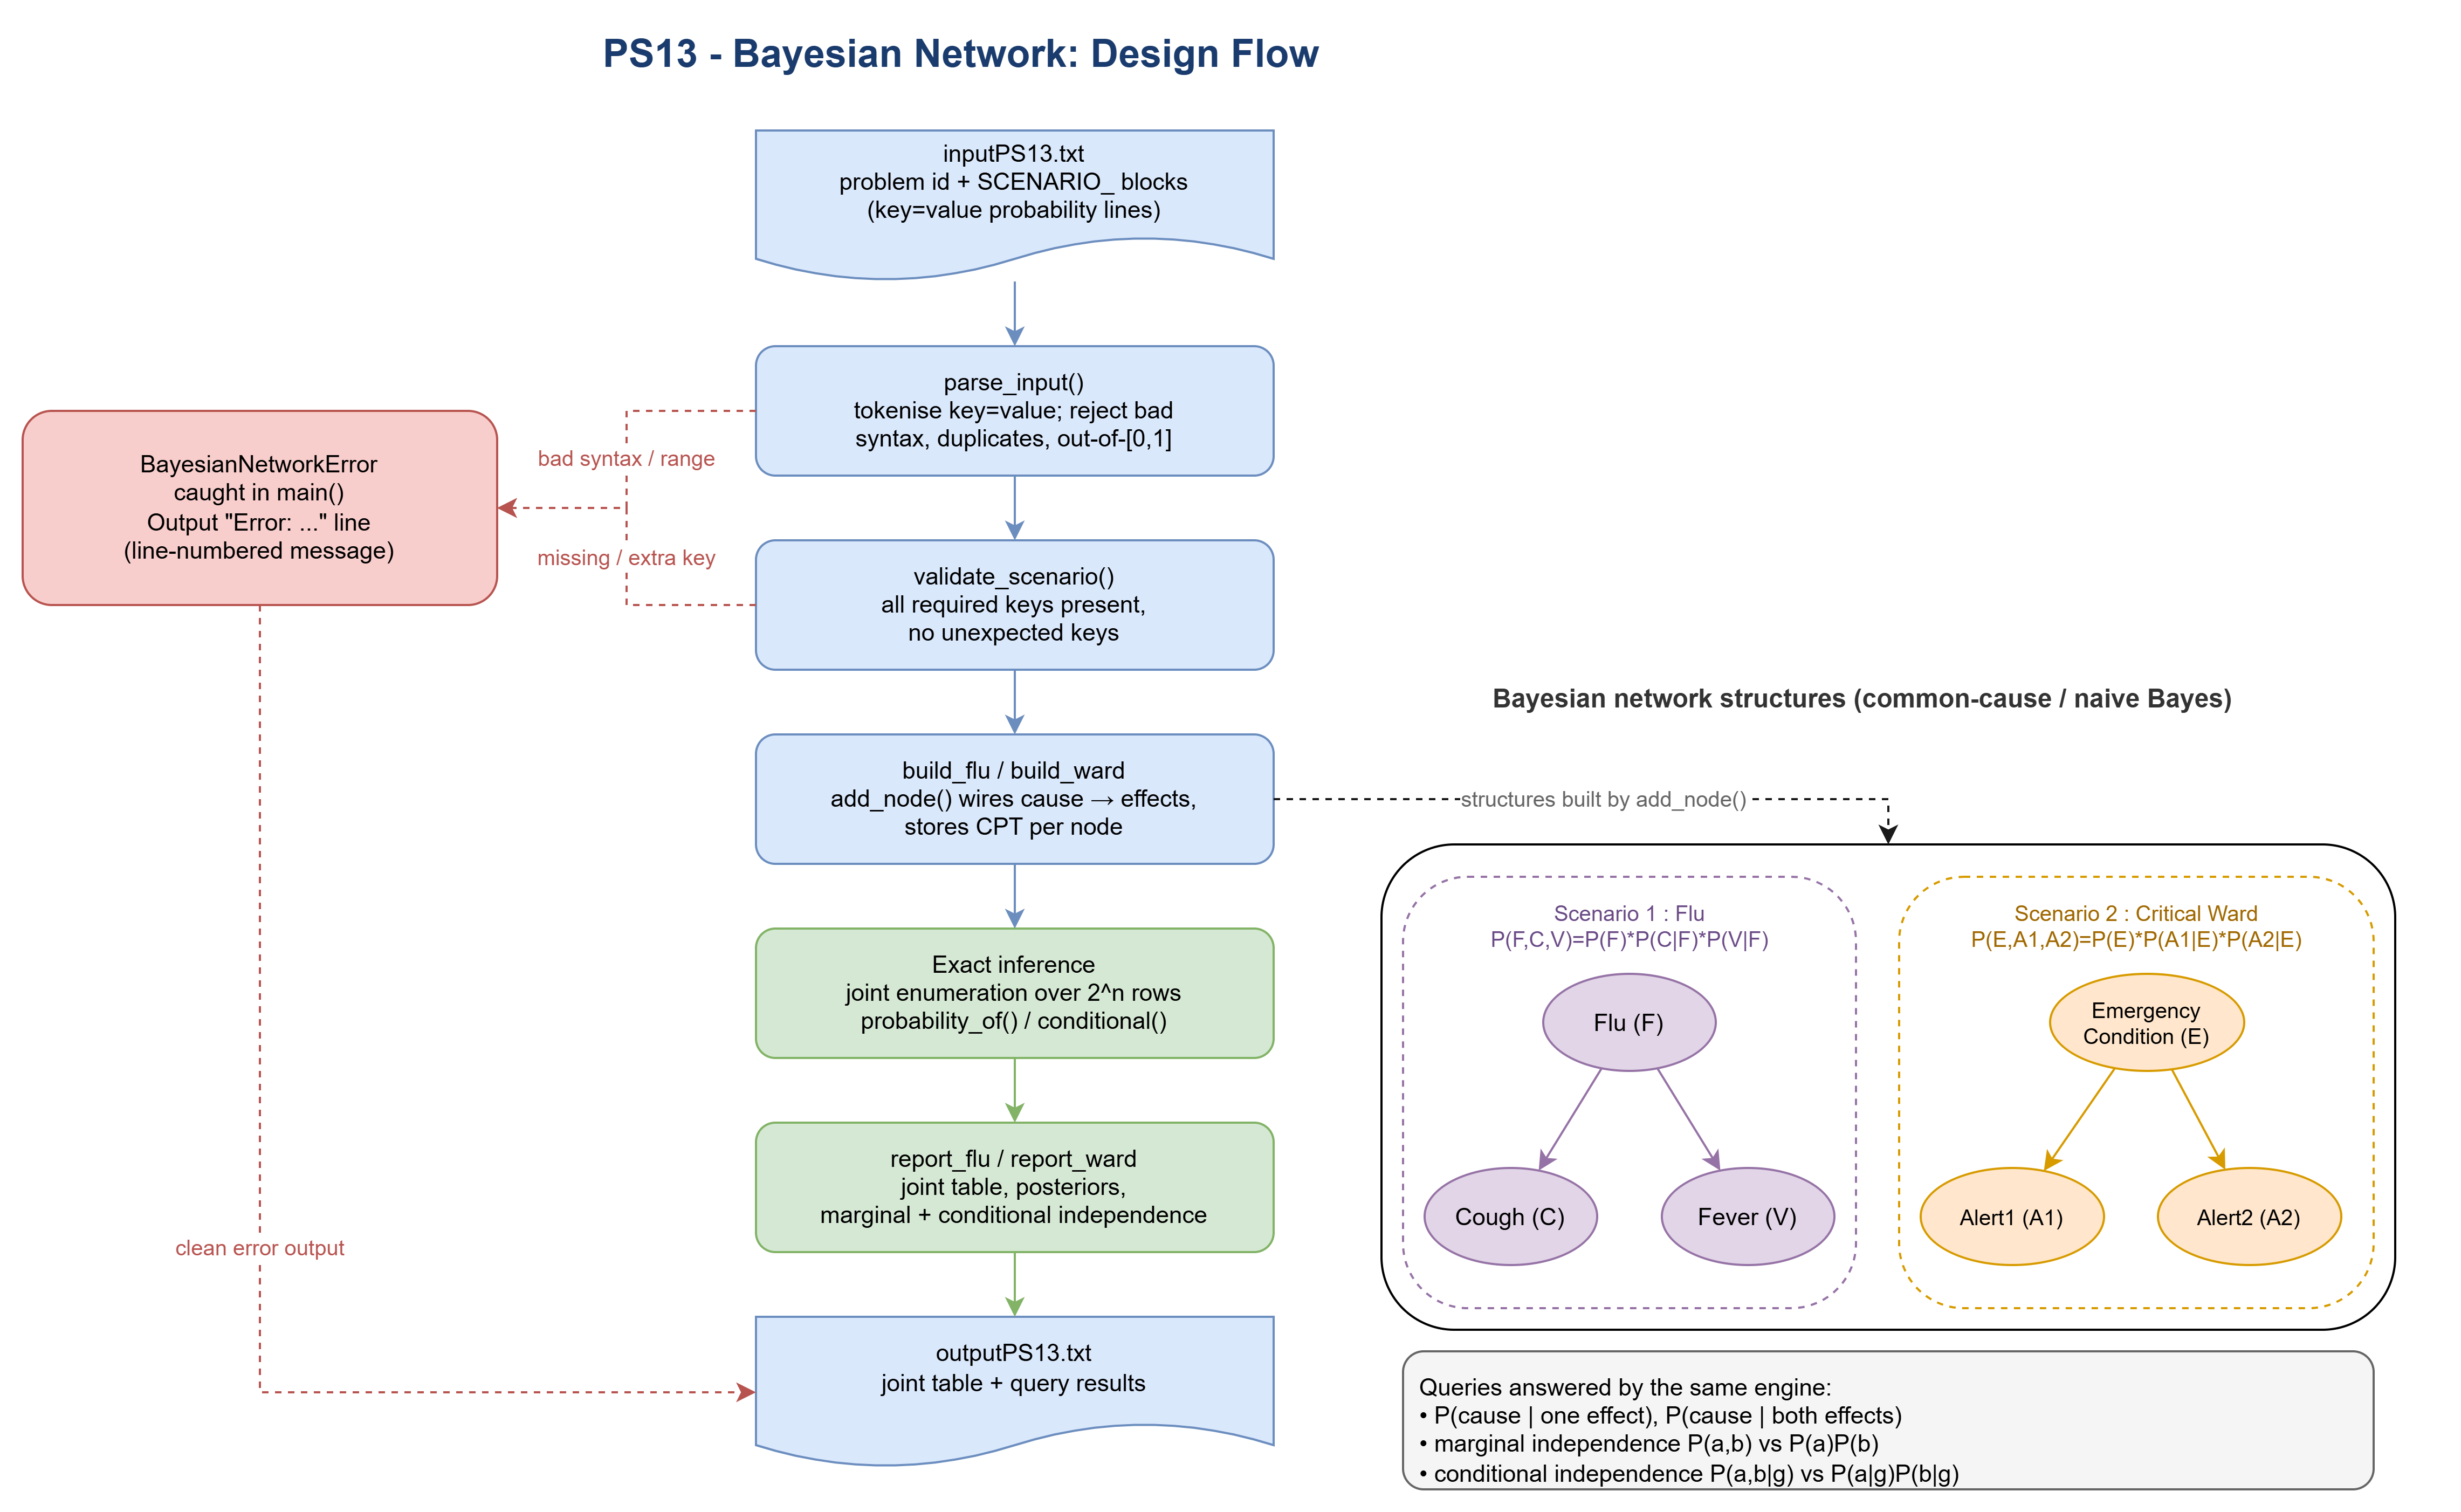 PS13 - Bayesian Network: Design Flow
inputPS13.txt
problem id + SCENARIO_ blocks
(key=value probability lines)
parse_input()
tokenise key=value; reject bad
syntax, duplicates, out-of-[0,1]
bad syntax / range
BayesianNetworkError
caught in main()
Output "Error: ..." line
(line-numbered message)
missing / extra key
validate_scenario()
all required keys present,
no unexpected keys
Bayesian network structures (common-cause / naive Bayes)
build_flu / build_ward
add_node() wires cause → effects,
stores CPT per node
structures built by add_node()
Scenario 1 : Flu
P(F,C,V)=P(F)*P(C|F)*P(V|F)
Flu (F)
Cough (C)
Fever (V)
Scenario 2 : Critical Ward
P(E,A1,A2)=P(E)*P(A1|E)*P(A2|E)
Emergency
Condition (E)
Alert1 (A1)
Alert2 (A2)
Exact inference
joint enumeration over 2^n rows
probability_of() / conditional()
report_flu / report_ward
joint table, posteriors,
marginal + conditional independence
clean error output
outputPS13.txt
joint table + query results
Queries answered by the same engine:
• P(cause | one effect), P(cause | both effects)
• marginal independence P(a,b) vs P(a)P(b)
• conditional independence P(a,b|g) vs P(a|g)P(b|g)